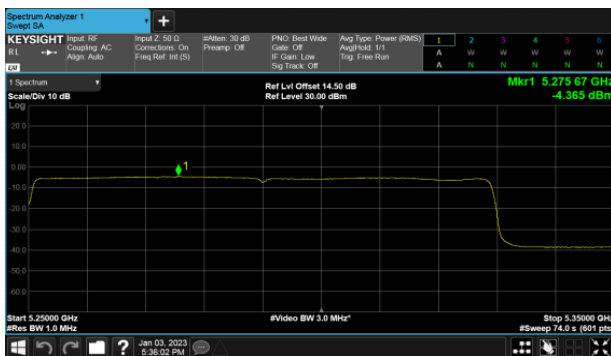 Spectrum Analyzer 1
Swept SA
+
KEYSIGHT
RL
Input: RF
Coupling: AC
Align: Auto
Input Z: 50 Ω
Corrections: On
Freq Ref: Int (S)
#Atten: 30 dB
Preamp: Off
PNO: Best Wide
Gate: Off
IF Gain: Low
Sig Track: Off
Avg Type: Power (RMS)
Avg|Hold: 1/1
Trig: Free Run
1 2 3 4 5 6
A W W W W W
A N N N N N
1 Spectrum
Scale/Div 10 dB
Log
Ref Lvl Offset 14.50 dB
Ref Level 30.00 dBm
Mkr1 5.275 67 GHz
-4.365 dBm
20.0
10.0
0.00
-10.0
-20.0
-30.0
-40.0
-50.0
-60.0
1
Start 5.25000 GHz
#Res BW 1.0 MHz
#Video BW 3.0 MHz*
Stop 5.35000 GHz
#Sweep 74.0 s (601 pts)
?
Jan 03, 2023
5:36:02 PM